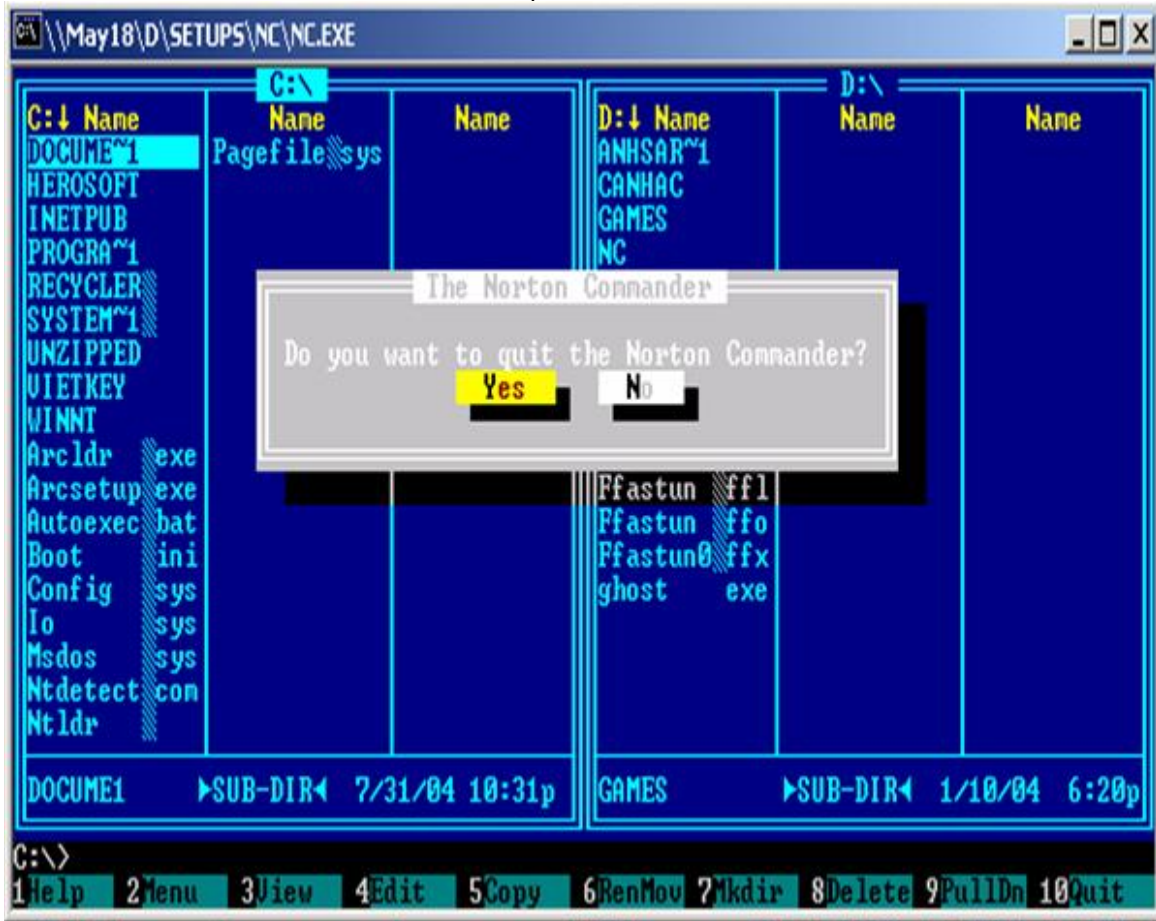 \\May18\D\SETUPS\NC\NC.EXE
C:\
C:↓ Name Name Name
DOCUME~1 Pagefile░sys
HEROSOFT
INETPUB
PROGRA~1
RECYCLER░
SYSTEM~1░
UNZIPPED
VIETKEY
WINNT
Arcldr ░exe
Arcsetup░exe
Autoexec░bat
Boot ░ini
Config ░sys
Io ░sys
Msdos ░sys
Ntdetect░com
Ntldr ░
DOCUME1 ►SUB-DIR◄ 7/31/04 10:31p
D:\
D:↓ Name Name Name
ANHSAR~1
CANHAC
GAMES
NC
Ffastun ░ffl
Ffastun ░ffo
Ffastun0░ffx
ghost exe
GAMES ►SUB-DIR◄ 1/10/04 6:20p
The Norton Commander
Do you want to quit the Norton Commander?
Yes No
C:\>
1Help 2Menu 3View 4Edit 5Copy 6RenMov 7Mkdir 8Delete 9PullDn 10Quit